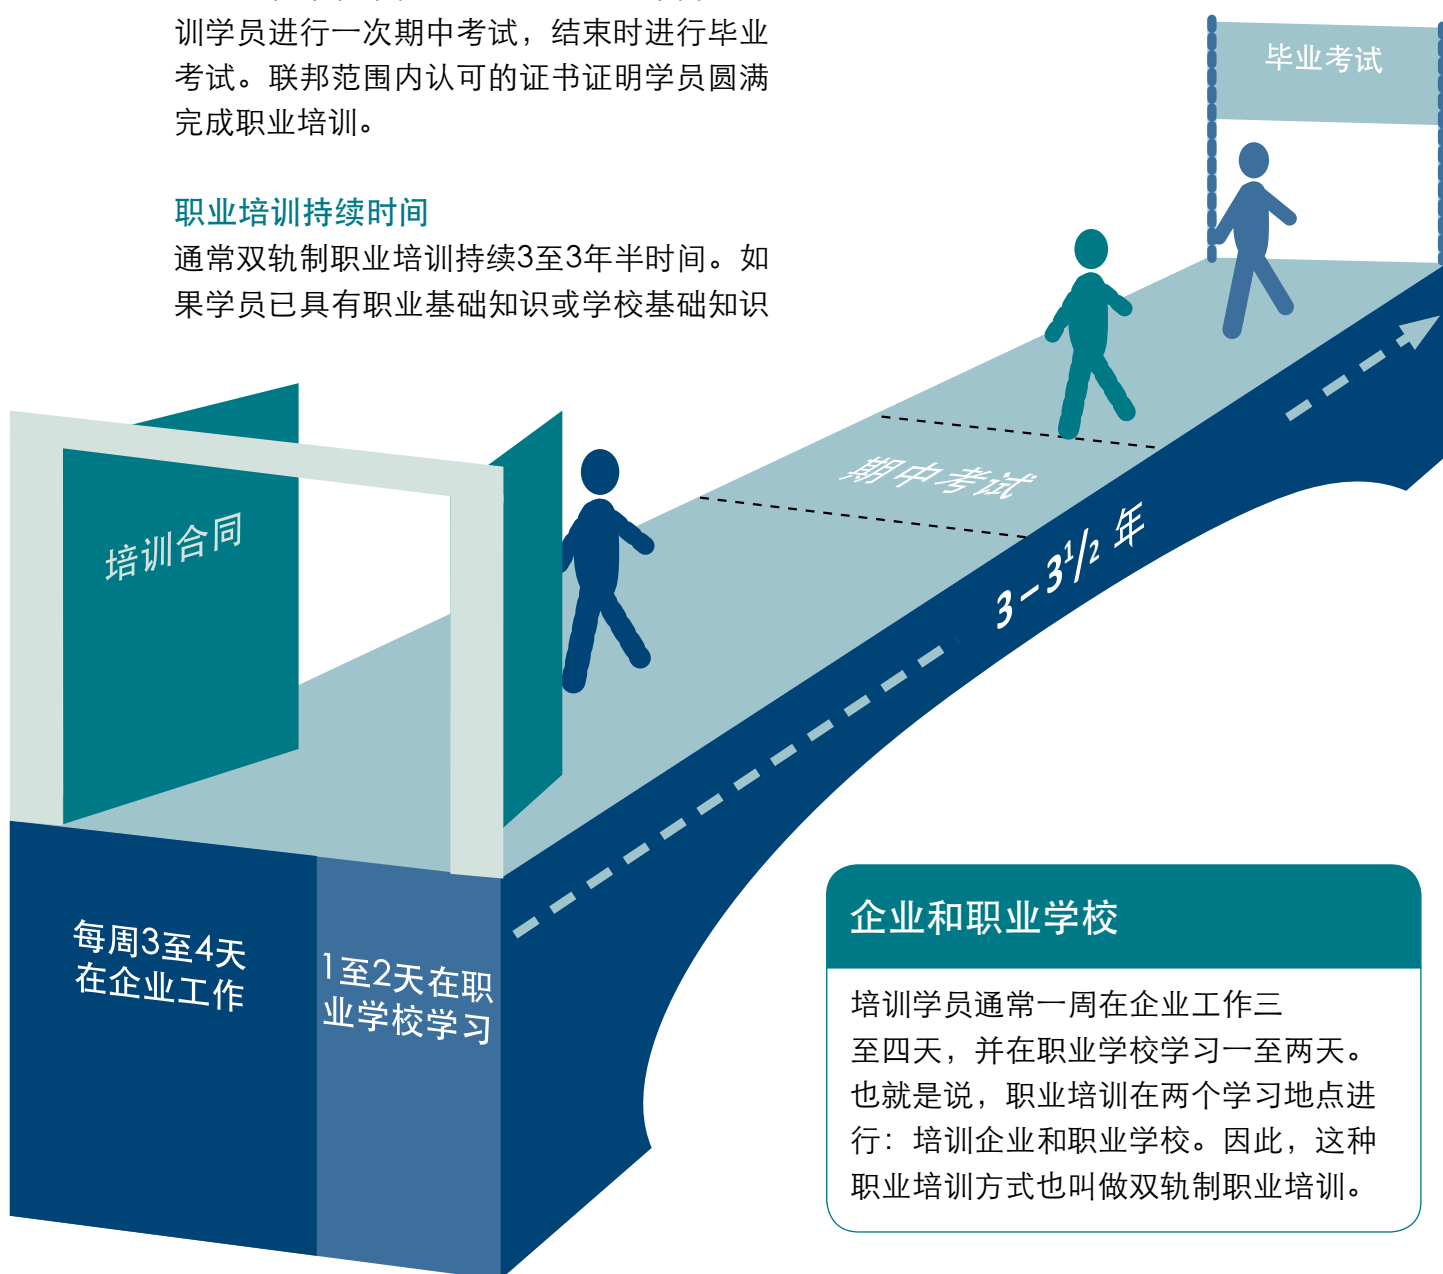 训学员进行一次期中考试，结束时进行毕业
考试。联邦范围内认可的证书证明学员圆满
完成职业培训。
职业培训持续时间
通常双轨制职业培训持续3至3年半时间。如
果学员已具有职业基础知识或学校基础知识
毕业考试
期中考试
培训合同
3–3½ 年
每周3至4天
在企业工作
1至2天在职
业学校学习
企业和职业学校
培训学员通常一周在企业工作三
至四天，并在职业学校学习一至两天。
也就是说，职业培训在两个学习地点进
行：培训企业和职业学校。因此，这种
职业培训方式也叫做双轨制职业培训。